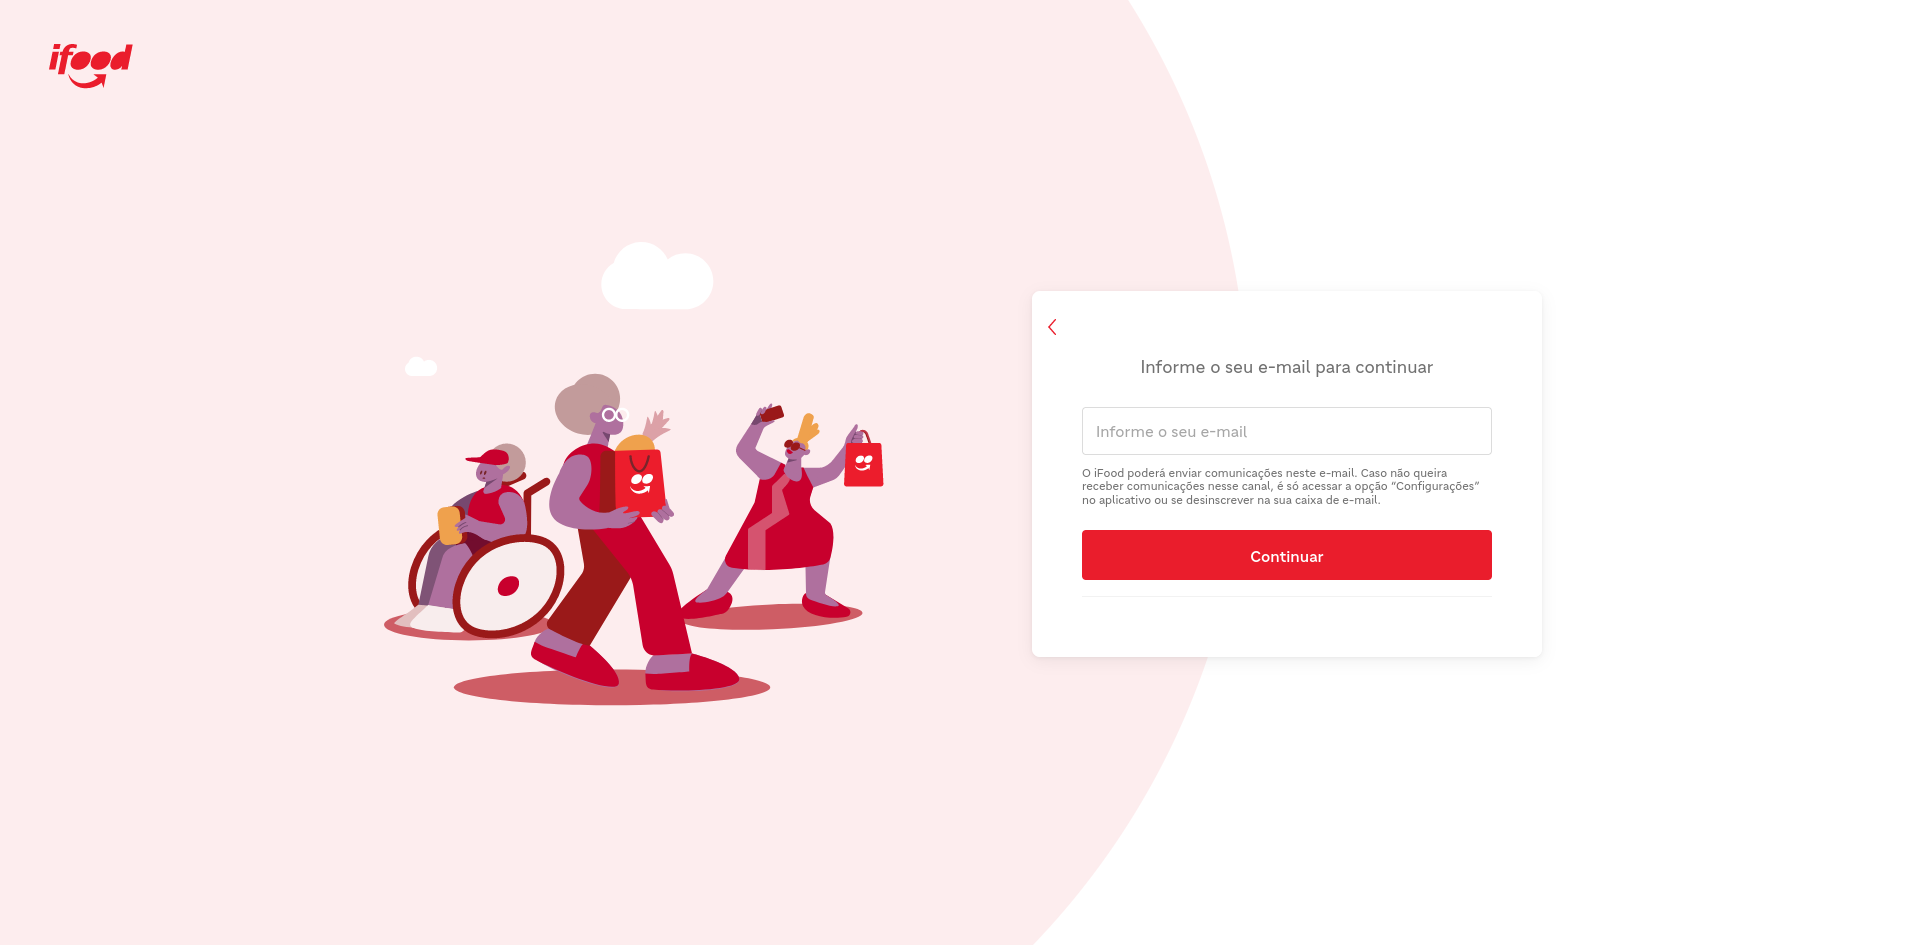 ifood
Informe o seu e-mail para continuar
Informe o seu e-mail
O iFood poderá enviar comunicações neste e-mail. Caso não queira
receber comunicações nesse canal, é só acessar a opção “Configurações”
no aplicativo ou se desinscrever na sua caixa de e-mail.
Continuar